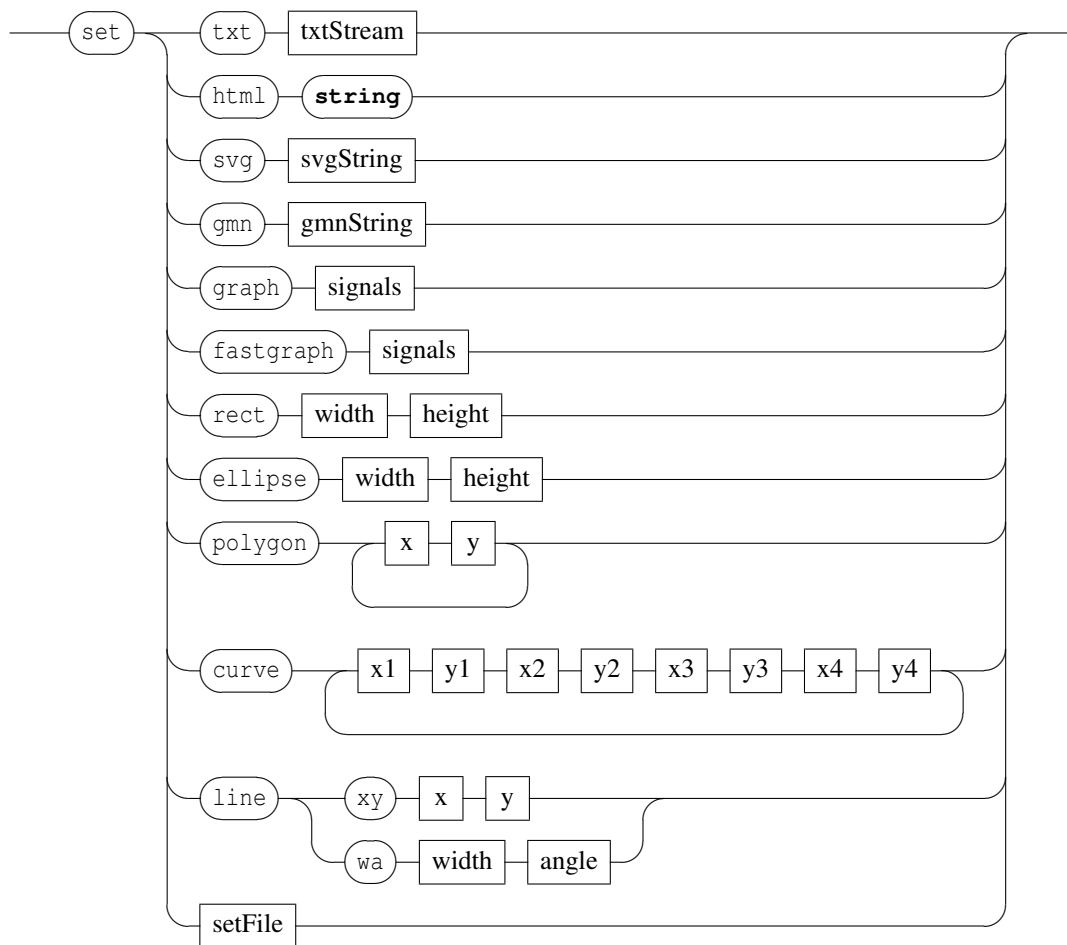 set txt txtStream
html string
svg svgString
gmn gmnString
graph signals
fastgraph signals
rect width height
ellipse width height
polygon x y
curve x1 y1 x2 y2 x3 y3 x4 y4
line xy x y
wa width angle
setFile